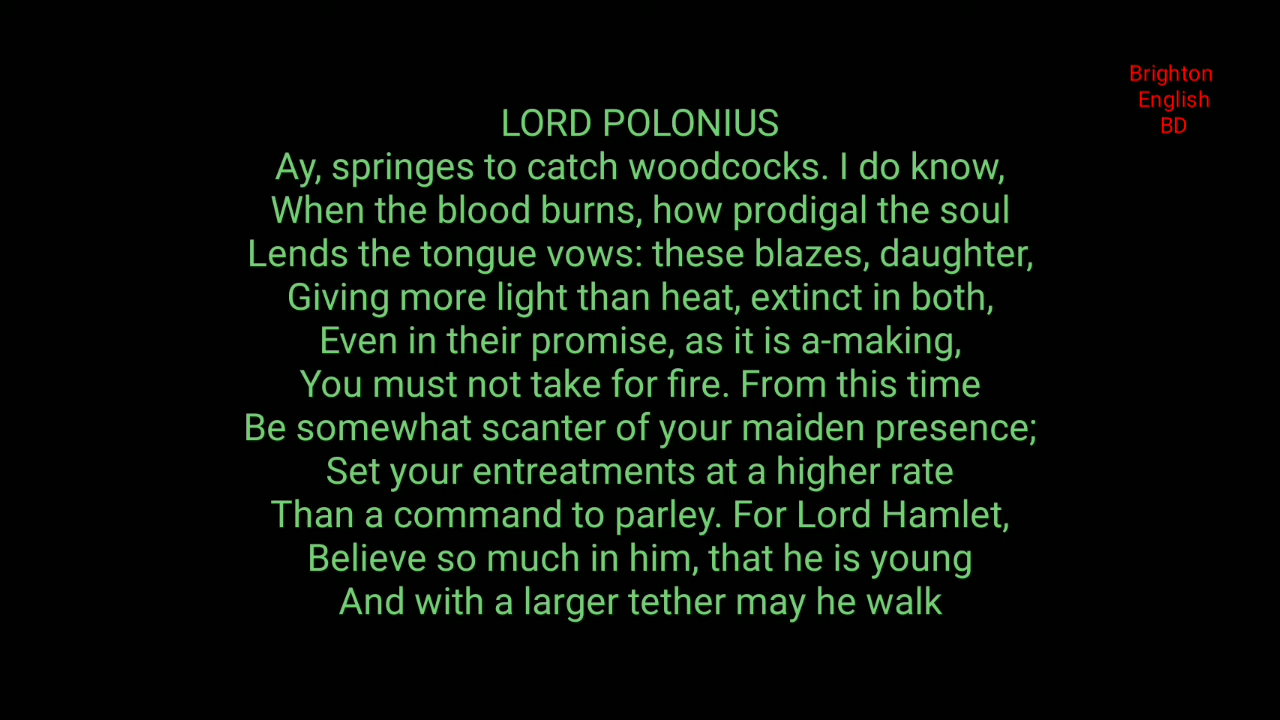 Brighton
English
BD
LORD POLONIUS
Ay, springes to catch woodcocks. I do know,
When the blood burns, how prodigal the soul
Lends the tongue vows: these blazes, daughter,
Giving more light than heat, extinct in both,
Even in their promise, as it is a-making,
You must not take for fire. From this time
Be somewhat scanter of your maiden presence;
Set your entreatments at a higher rate
Than a command to parley. For Lord Hamlet,
Believe so much in him, that he is young
And with a larger tether may he walk